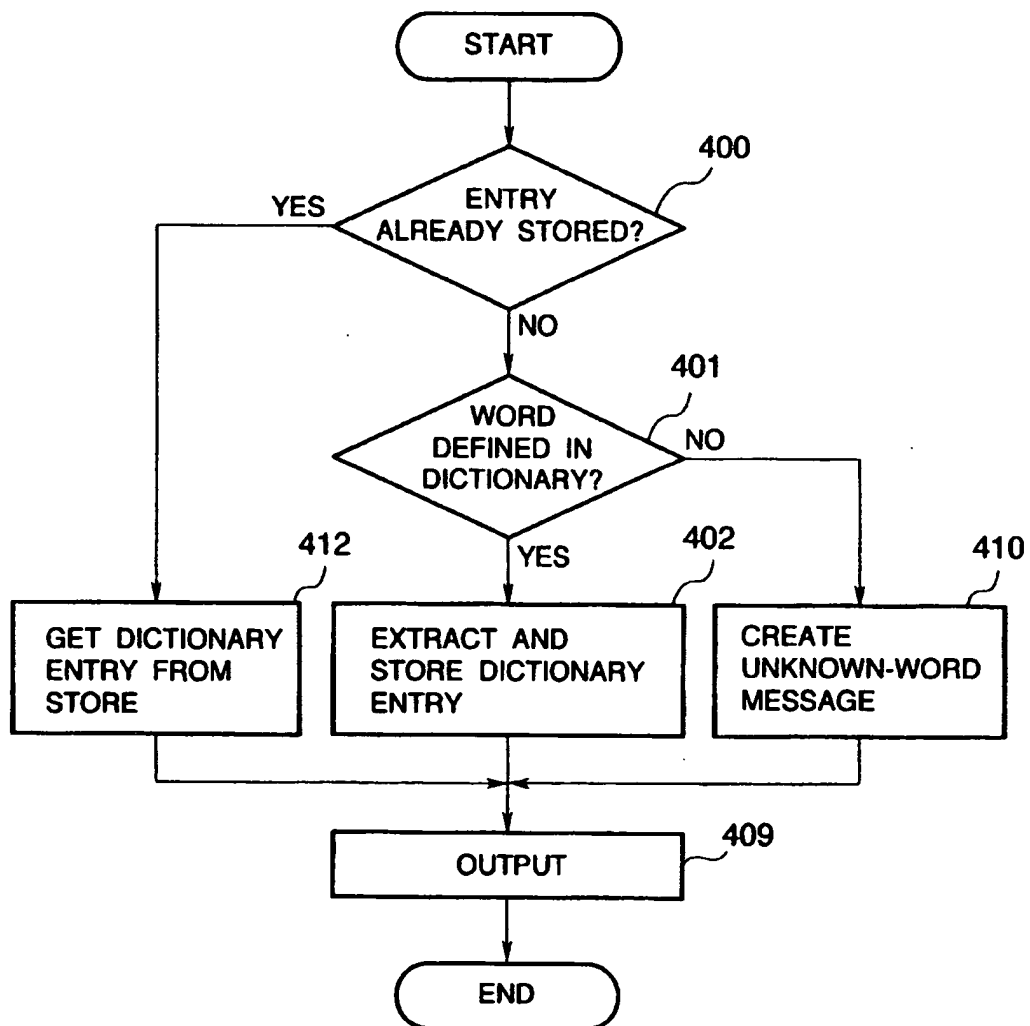 START
400
YES
ENTRY
ALREADY STORED?
NO
401
WORD
DEFINED IN
DICTIONARY?
NO
412
YES
402
410
GET DICTIONARY
ENTRY FROM
STORE
EXTRACT AND
STORE DICTIONARY
ENTRY
CREATE
UNKNOWN-WORD
MESSAGE
409
OUTPUT
END